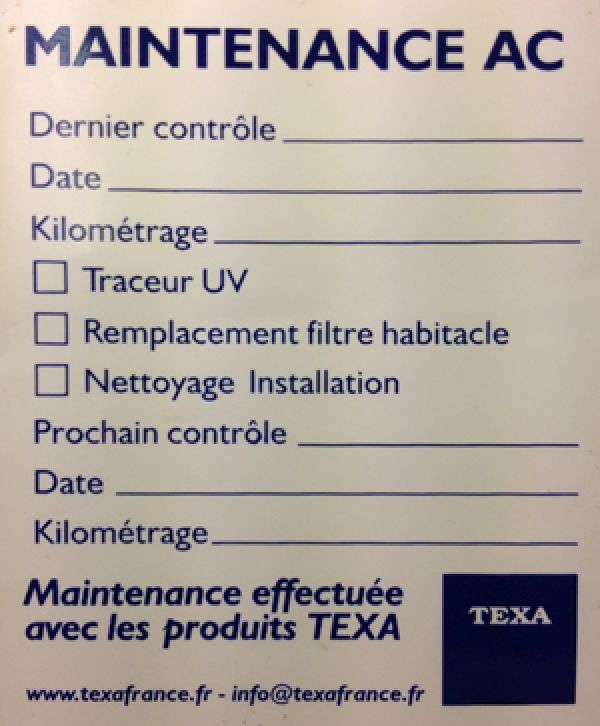 MAINTENANCE AC
Dernier contrôle
Date
Kilométrage
Traceur UV
Remplacement filtre habitacle
Nettoyage Installation
Prochain contrôle
Date
Kilométrage
Maintenance effectuée
avec les produits TEXA
TEXA
www.texafrance.fr - info@texafrance.fr